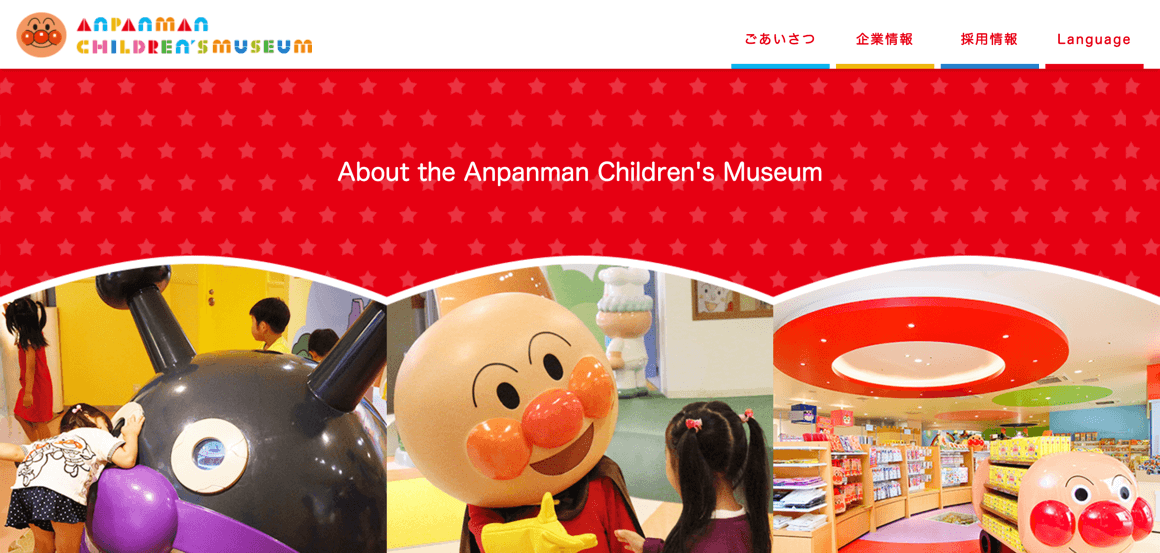 ANPANMAN
CHILDREN'S MUSEUM
ごあいさつ
企業情報
採用情報
Language
About the Anpanman Children's Museum